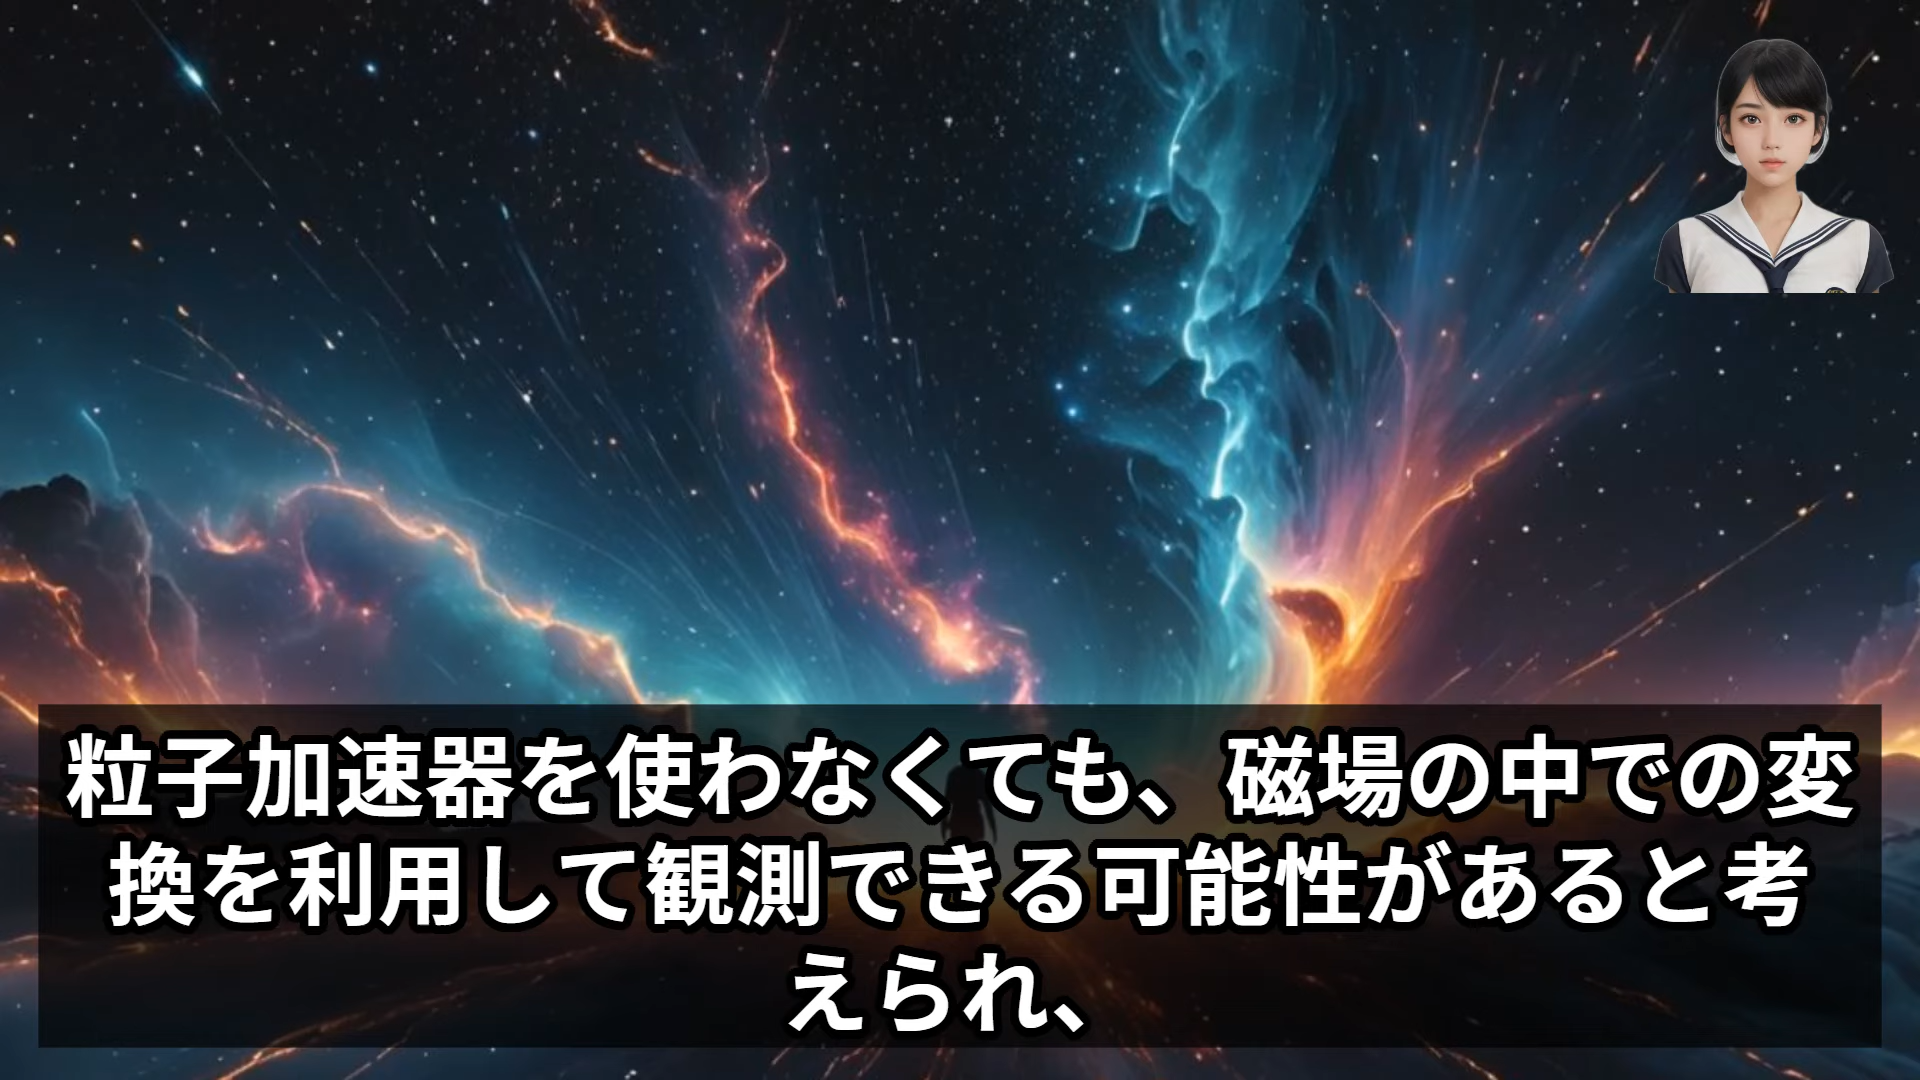 粒子加速器を使わなくても、磁場の中での変
換を利用して観測できる可能性があると考
えられ、